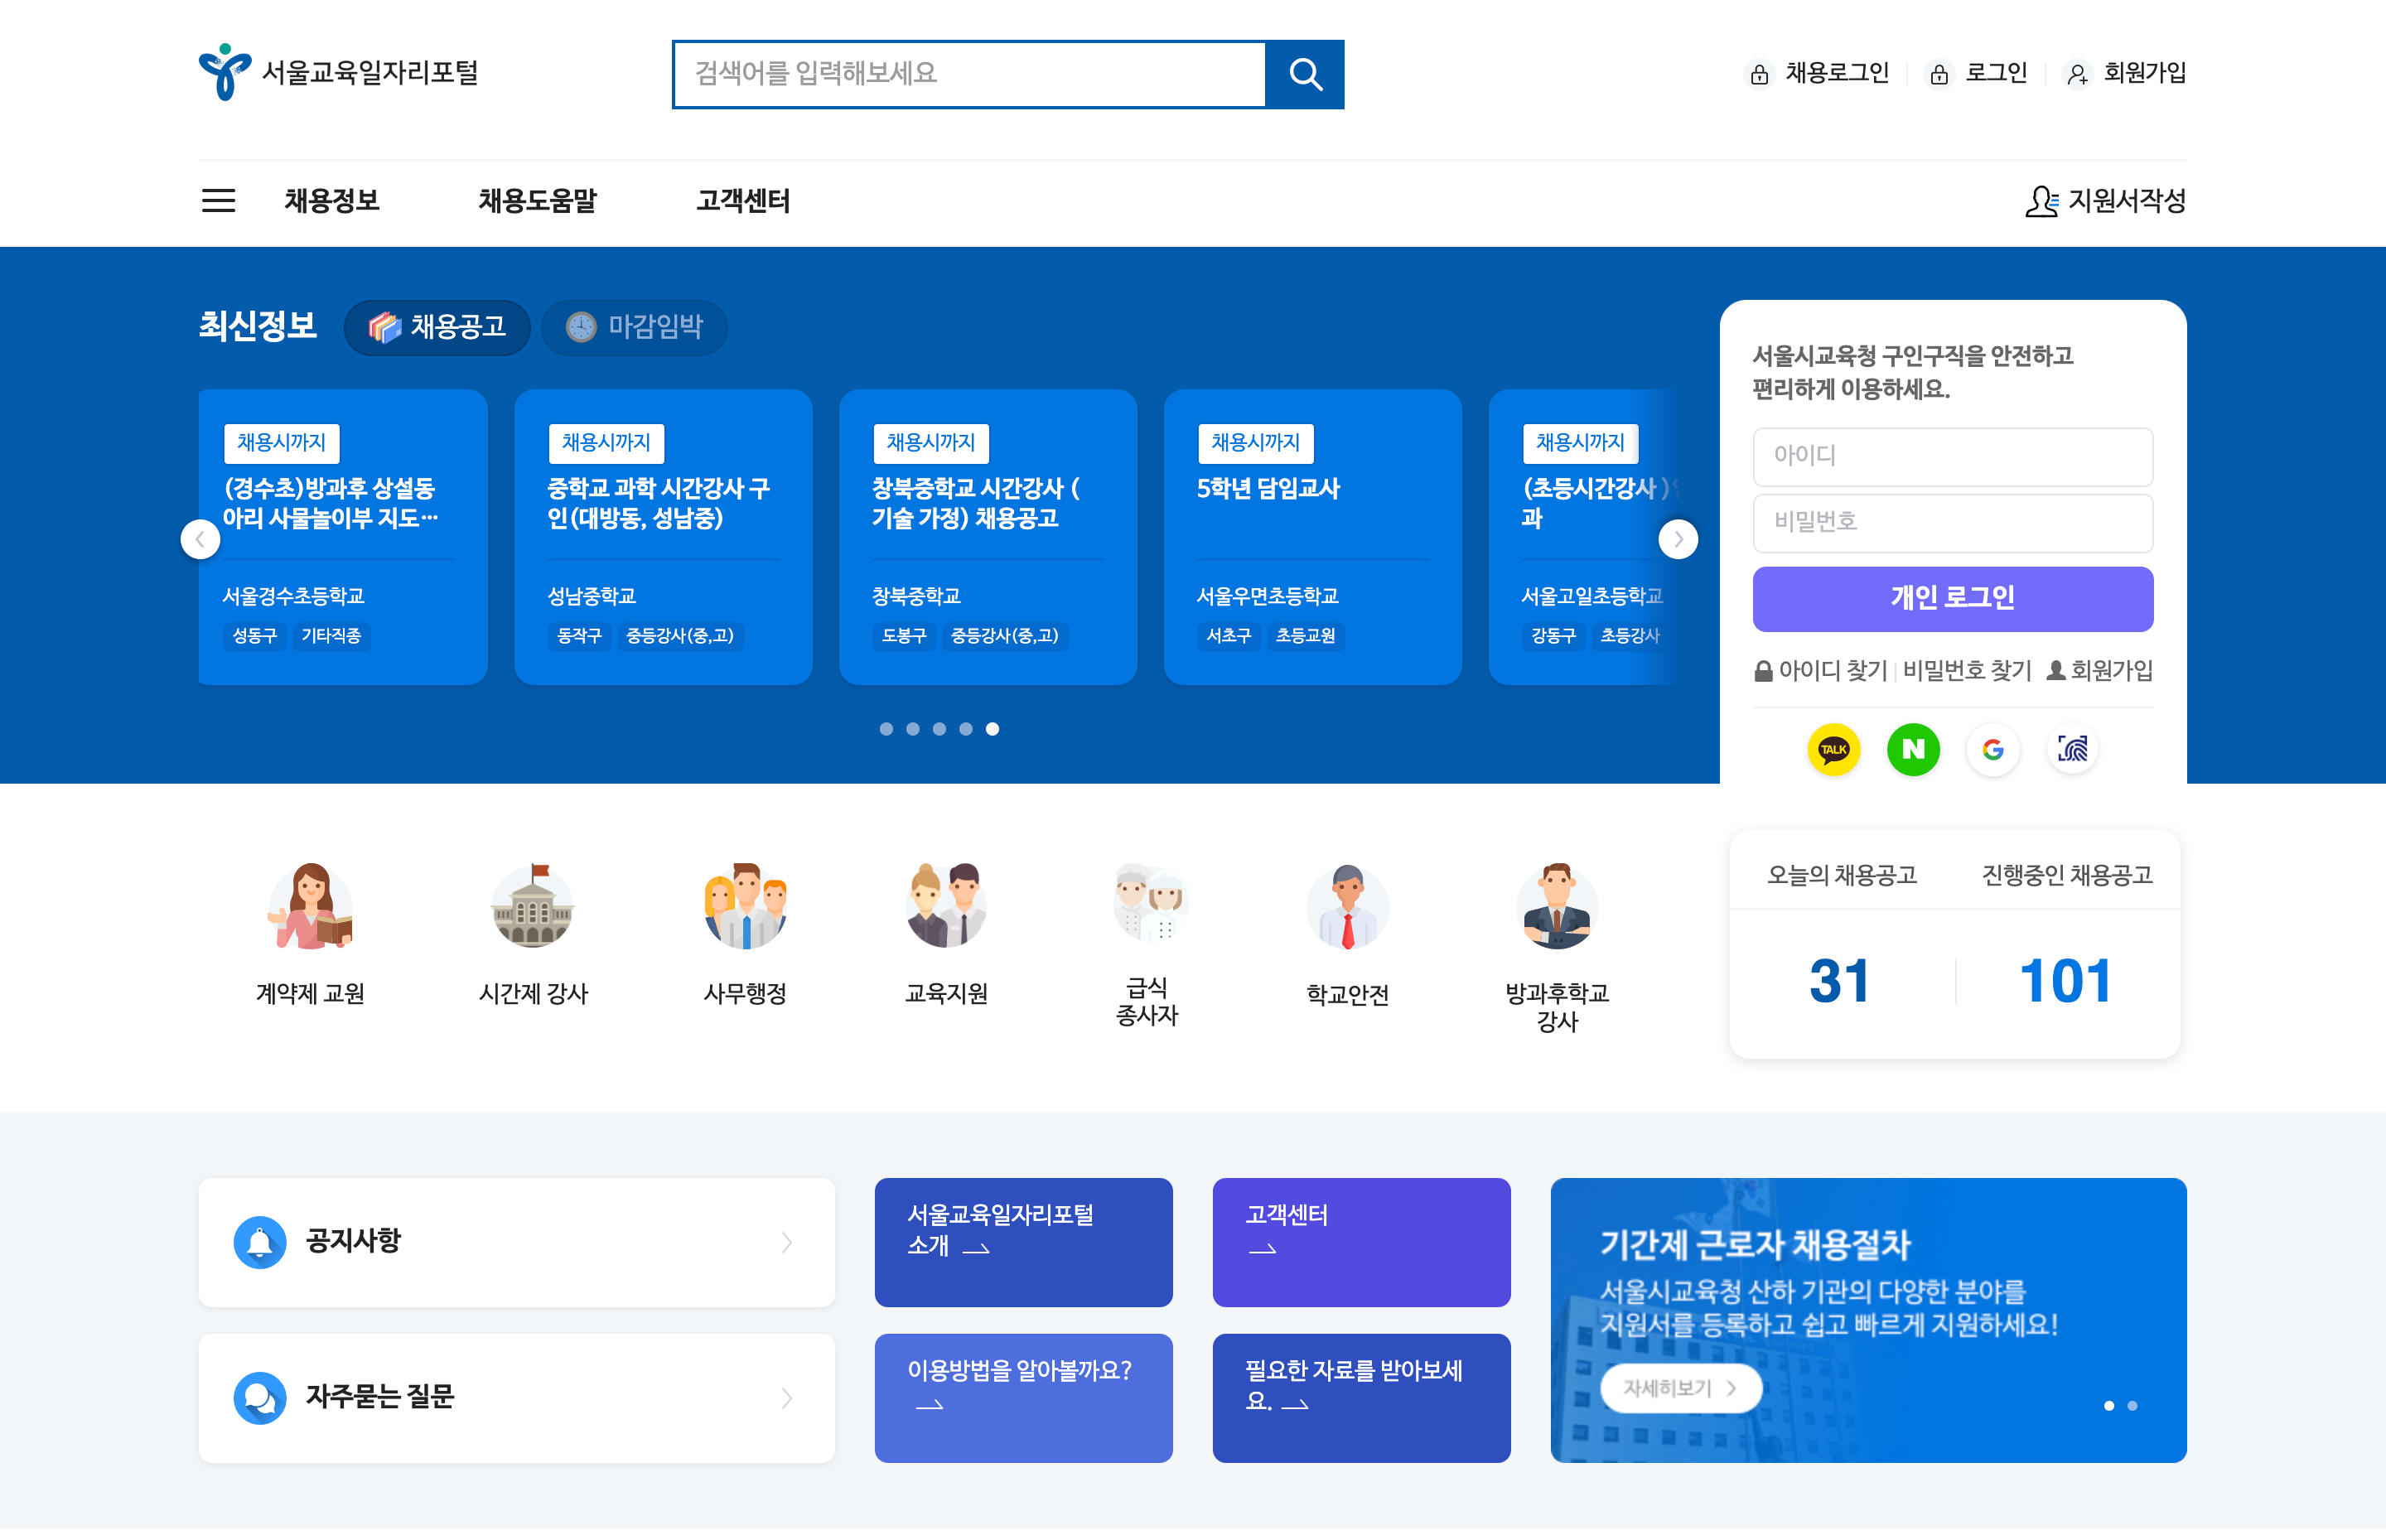 서울교육일자리포털
검색어를 입력해보세요
채용로그인
로그인
회원가입
채용정보
채용도움말
고객센터
지원서작성
최신정보
채용공고
마감임박
채용시까지
(경수초)방과후 상설동
아리 사물놀이부 지도…
서울경수초등학교
성동구 기타직종
채용시까지
중학교 과학 시간강사 구
인(대방동, 성남중)
성남중학교
동작구 중등강사(중,고)
채용시까지
창북중학교 시간강사 (
기술 가정) 채용공고
창북중학교
도봉구 중등강사(중,고)
채용시까지
5학년 담임교사
서울우면초등학교
서초구 초등교원
채용시까지
(초등시간강사 )
과
서울고일초등학교
강동구 초등강사
서울시교육청 구인구직을 안전하고
편리하게 이용하세요.
아이디
비밀번호
개인 로그인
아이디 찾기 비밀번호 찾기 회원가입
TALK
N
G
계약제 교원
시간제 강사
사무행정
교육지원
급식
종사자
학교안전
방과후학교
강사
오늘의 채용공고
진행중인 채용공고
31
101
공지사항
자주묻는 질문
서울교육일자리포털
소개
고객센터
이용방법을 알아볼까요?
필요한 자료를 받아보세
요.
기간제 근로자 채용절차
서울시교육청 산하 기관의 다양한 분야를
지원서를 등록하고 쉽고 빠르게 지원하세요!
자세히보기